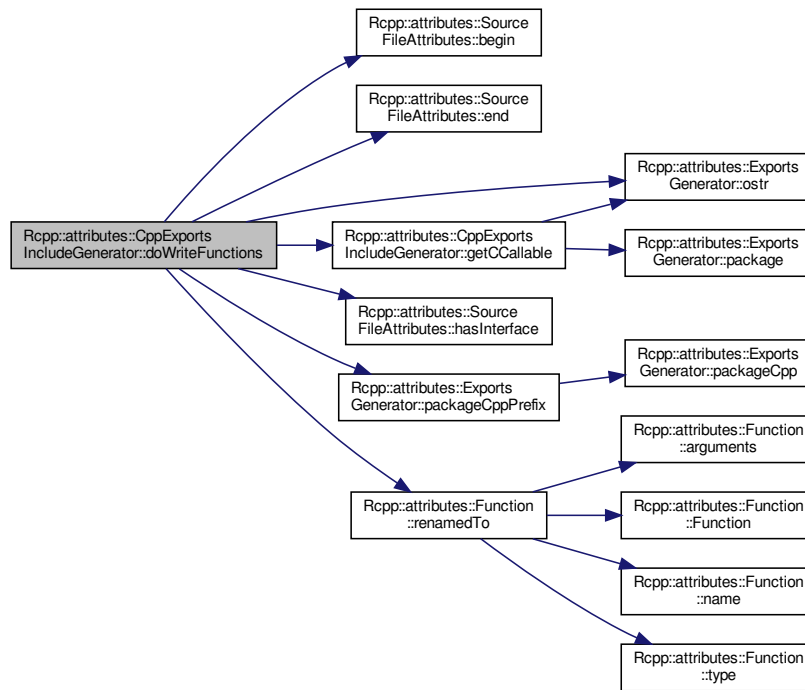 Rcpp::attributes::Source
FileAttributes::begin
Rcpp::attributes::Source
FileAttributes::end
Rcpp::attributes::Exports
Generator::ostr
Rcpp::attributes::CppExports
IncludeGenerator::doWriteFunctions
Rcpp::attributes::CppExports
IncludeGenerator::getCCallable
Rcpp::attributes::Exports
Generator::package
Rcpp::attributes::Source
FileAttributes::hasInterface
Rcpp::attributes::Exports
Generator::packageCpp
Rcpp::attributes::Exports
Generator::packageCppPrefix
Rcpp::attributes::Function
::arguments
Rcpp::attributes::Function
::renamedTo
Rcpp::attributes::Function
::Function
Rcpp::attributes::Function
::name
Rcpp::attributes::Function
::type